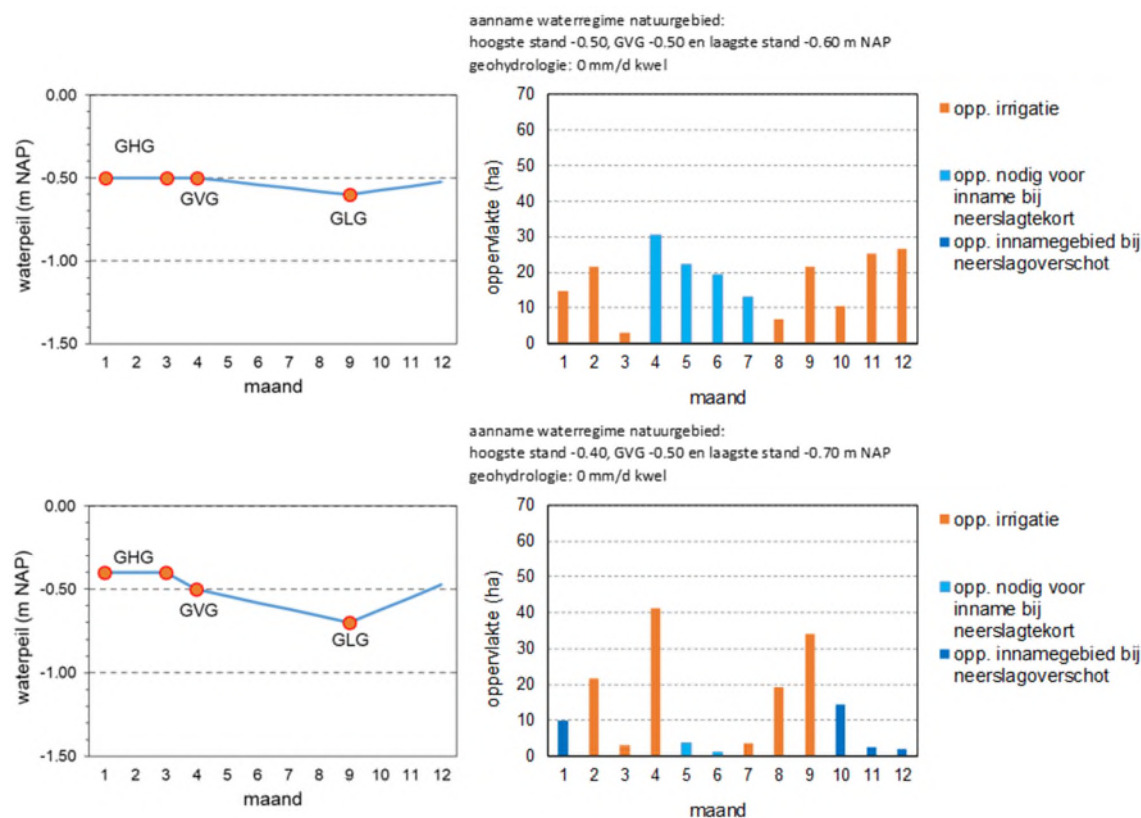 aanname waterregime natuurgebied:
hoogste stand -0.50, GVG -0.50 en laagste stand -0.60 m NAP
geohydrologie: 0 mm/d kwel
waterpeil (m NAP)
0.00
-0.50
-1.00
-1.50
GHG
GVG
GLG
1 2 3 4 5 6 7 8 9 10 11 12
maand
oppervlakte (ha)
70
60
50
40
30
20
10
0
1 2 3 4 5 6 7 8 9 10 11 12
maand
opp. irrigatie
opp. nodig voor
inname bij
neerslagtekort
opp. innamegebied bij
neerslagoverschot
aanname waterregime natuurgebied:
hoogste stand -0.40, GVG -0.50 en laagste stand -0.70 m NAP
geohydrologie: 0 mm/d kwel
waterpeil (m NAP)
0.00
-0.50
-1.00
-1.50
GHG
GVG
GLG
1 2 3 4 5 6 7 8 9 10 11 12
maand
oppervlakte (ha)
70
60
50
40
30
20
10
0
1 2 3 4 5 6 7 8 9 10 11 12
maand
opp. irrigatie
opp. nodig voor
inname bij
neerslagtekort
opp. innamegebied bij
neerslagoverschot